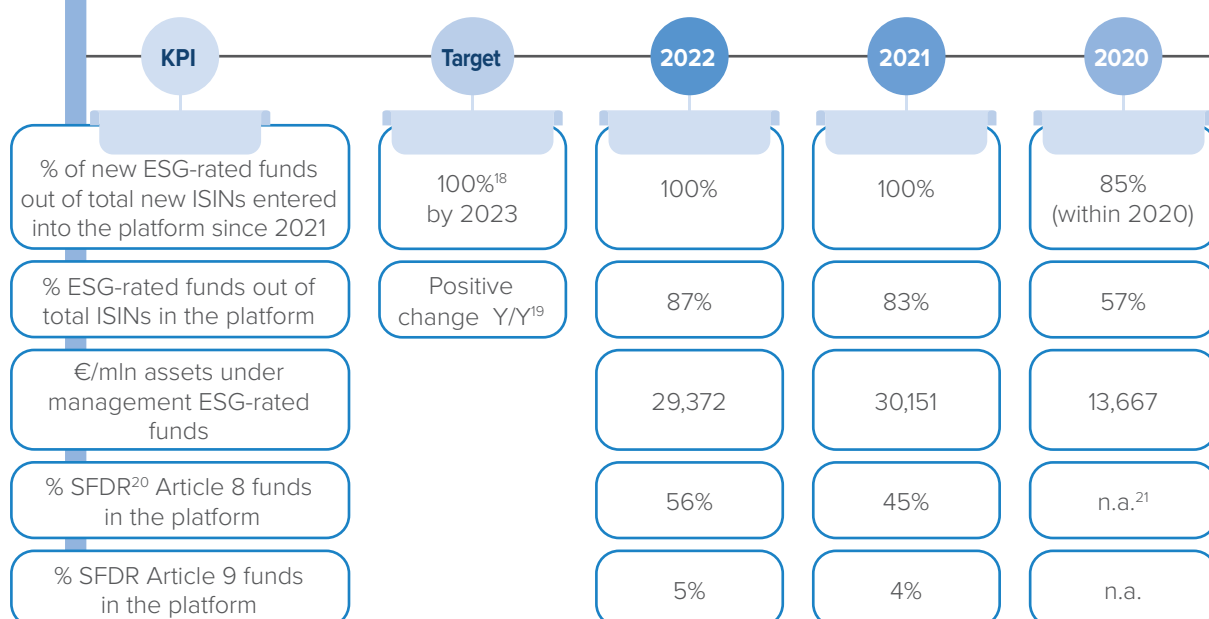 KPI Target 2022 2021 2020
% of new ESG-rated funds
out of total new ISINs entered
into the platform since 2021
100%18
by 2023
100%
100%
85%
(within 2020)
% ESG-rated funds out of
total ISINs in the platform
Positive
change Y/Y19
87%
83%
57%
€/mln assets under
management ESG-rated
funds
29,372
30,151
13,667
% SFDR20 Article 8 funds
in the platform
56%
45%
n.a.21
% SFDR Article 9 funds
in the platform
5%
4%
n.a.